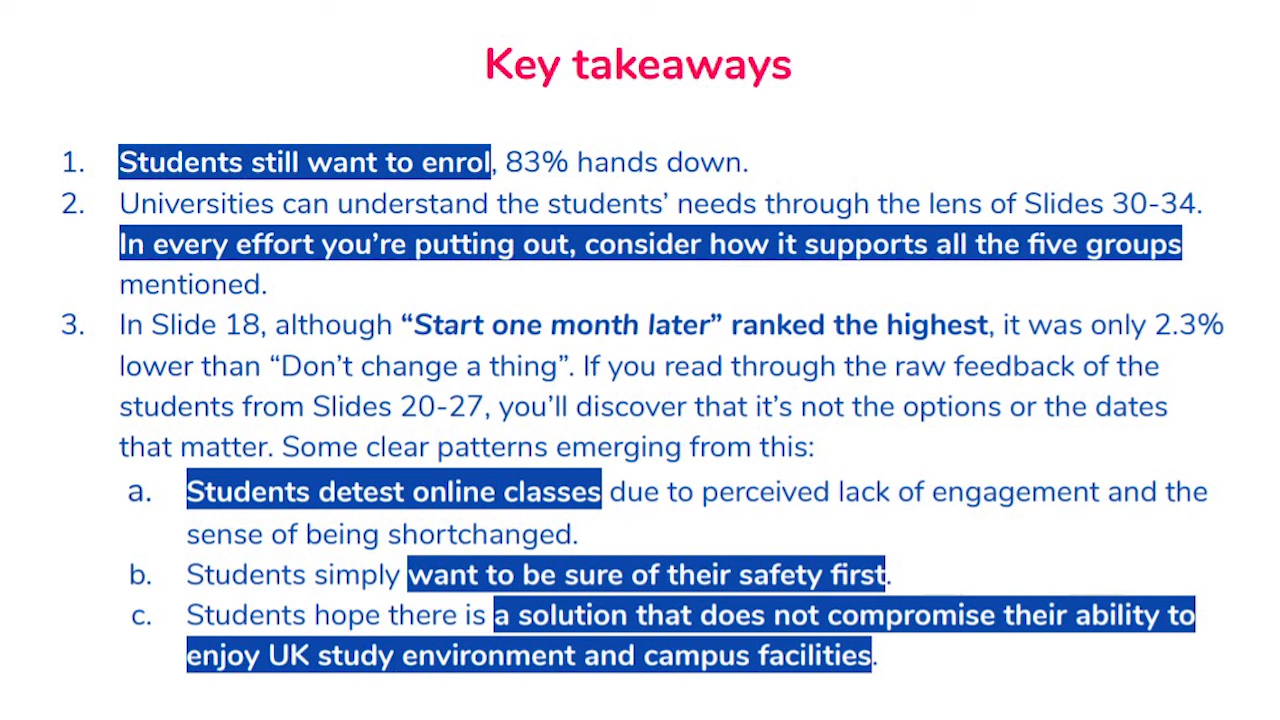 Key takeaways
1. Students still want to enrol, 83% hands down.
2. Universities can understand the students’ needs through the lens of Slides 30-34.
In every effort you’re putting out, consider how it supports all the five groups
mentioned.
3. In Slide 18, although “Start one month later” ranked the highest, it was only 2.3%
lower than “Don’t change a thing”. If you read through the raw feedback of the
students from Slides 20-27, you’ll discover that it’s not the options or the dates
that matter. Some clear patterns emerging from this:
a. Students detest online classes due to perceived lack of engagement and the
sense of being shortchanged.
b. Students simply want to be sure of their safety first.
c. Students hope there is a solution that does not compromise their ability to
enjoy UK study environment and campus facilities.